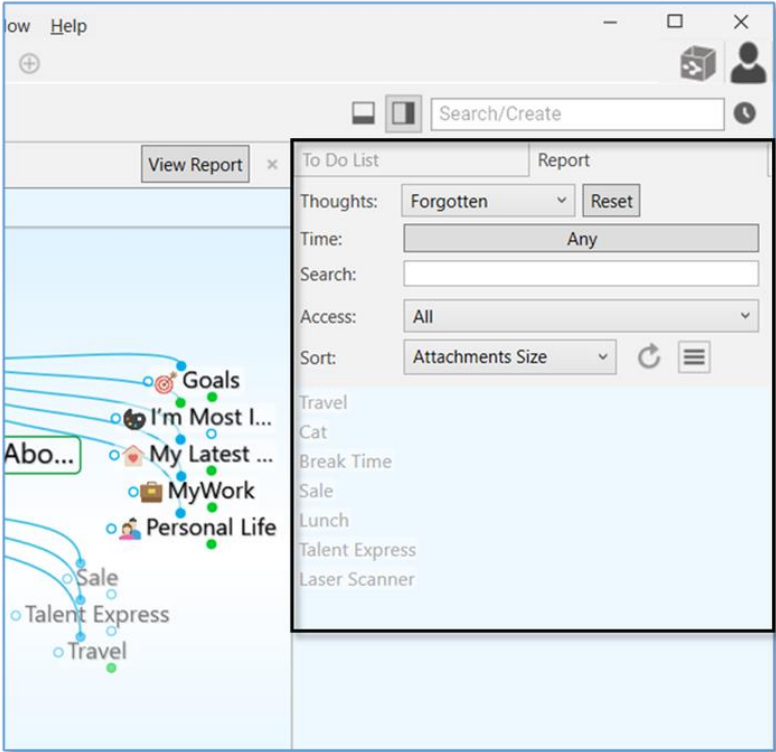 ow Help
Search/Create
View Report ×
To Do List
Report
Thoughts: Forgotten Reset
Time: Any
Search:
Access: All
Sort: Attachments Size
Travel
Cat
Break Time
Sale
Lunch
Talent Express
Laser Scanner
Goals
I'm Most I...
Abo...
My Latest ...
MyWork
Personal Life
Sale
Talent Express
Travel